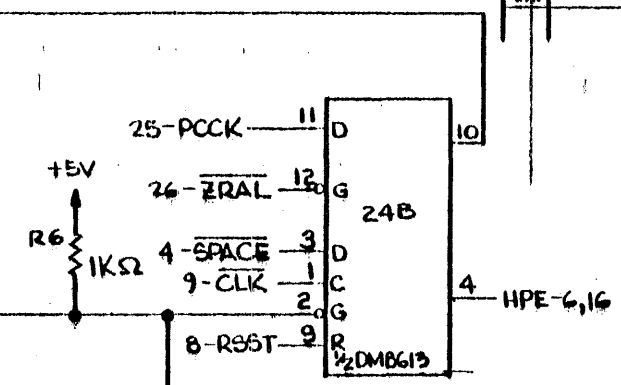 25-PCCK 11 D 10
+5V
26-ZRAL 12 G
24B
R6
1KΩ
4-SPACE 3 D
9-CLK 1 C
4 HPE-6,16
2 G
8-RSST 9 R
½DM8613